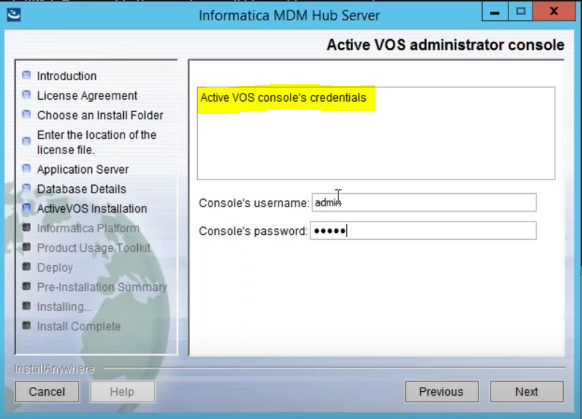 Informatica MDM Hub Server
Active VOS administrator console
Introduction
License Agreement
Choose an Install Folder
Enter the location of the
license file.
Application Server
Database Details
ActiveVOS Installation
Informatica Platform
Product Usage Toolkit
Deploy
Pre-Installation Summary
Installing...
Install Complete
Active VOS console's credentials
Console's username: admin
Console's password: •••••
InstallAnywhere
Cancel
Help
Previous
Next